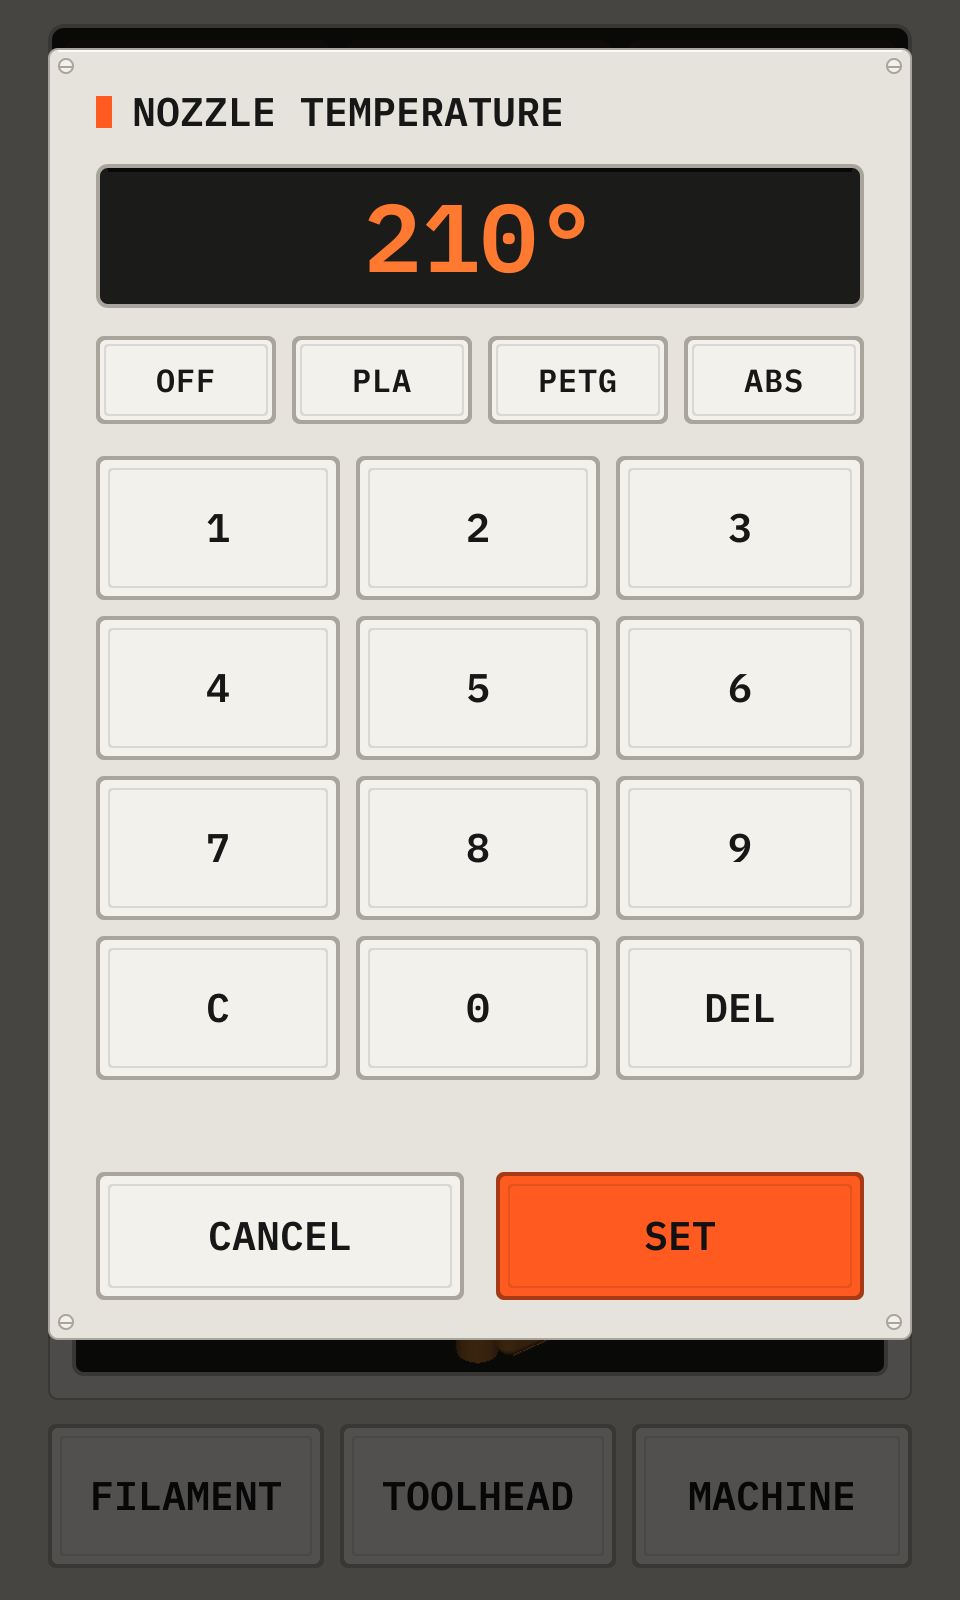 NOZZLE TEMPERATURE
210°
OFF PLA PETG ABS
1 2 3
4 5 6
7 8 9
C 0 DEL
CANCEL SET
FILAMENT TOOLHEAD MACHINE